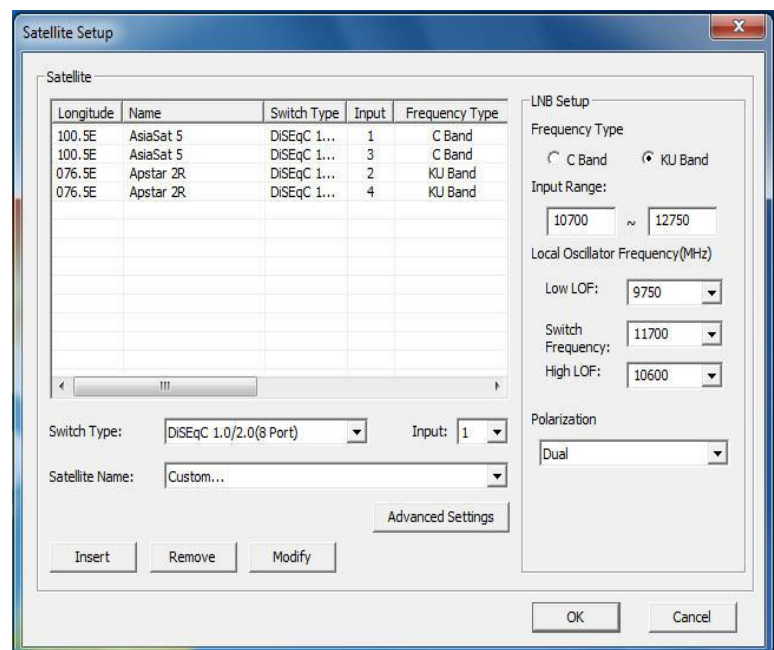 Satellite Setup
Satellite
Longitude Name Switch Type Input Frequency Type
100.5E AsiaSat 5 DiSEqC 1... 1 C Band
100.5E AsiaSat 5 DiSEqC 1... 3 C Band
076.5E Apstar 2R DiSEqC 1... 2 KU Band
076.5E Apstar 2R DiSEqC 1... 4 KU Band
Switch Type: DiSEqC 1.0/2.0(8 Port) Input: 1
Satellite Name: Custom...
Advanced Settings
Insert Remove Modify
LNB Setup
Frequency Type
C Band KU Band
Input Range:
10700 ~ 12750
Local Oscillator Frequency(MHz)
Low LOF: 9750
Switch Frequency: 11700
High LOF: 10600
Polarization
Dual
OK Cancel